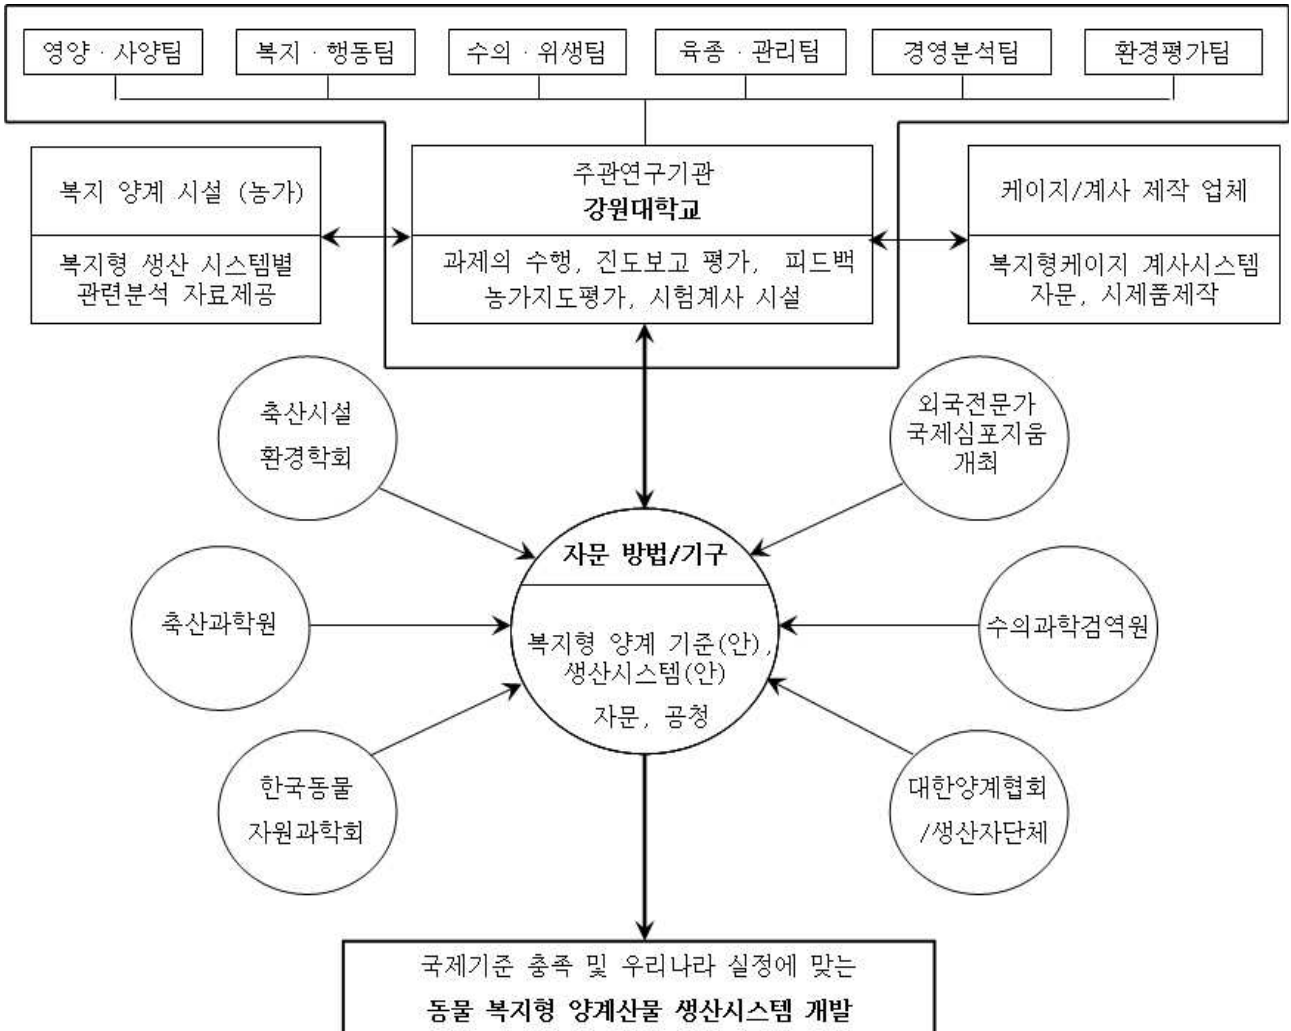 영양 · 사양팀
복지 · 행동팀
수의 · 위생팀
육종 · 관리팀
경영분석팀
환경평가팀
복지 양계 시설 (농가)
복지형 생산 시스템별
관련분석 자료제공
주관연구기관
강원대학교
과제의 수행, 진도보고 평가, 피드백
농가지도평가, 시험계사 시설
케이지/계사 제작 업체
복지형케이지 계사시스템
자문, 시제품제작
축산시설
환경학회
외국전문가
국제심포지움
개최
자문 방법/기구
복지형 양계 기준(안),
생산시스템(안)
자문, 공청
축산과학원
수의과학검역원
한국동물
자원과학회
대한양계협회
/생산자단체
국제기준 충족 및 우리나라 실정에 맞는
동물 복지형 양계산물 생산시스템 개발